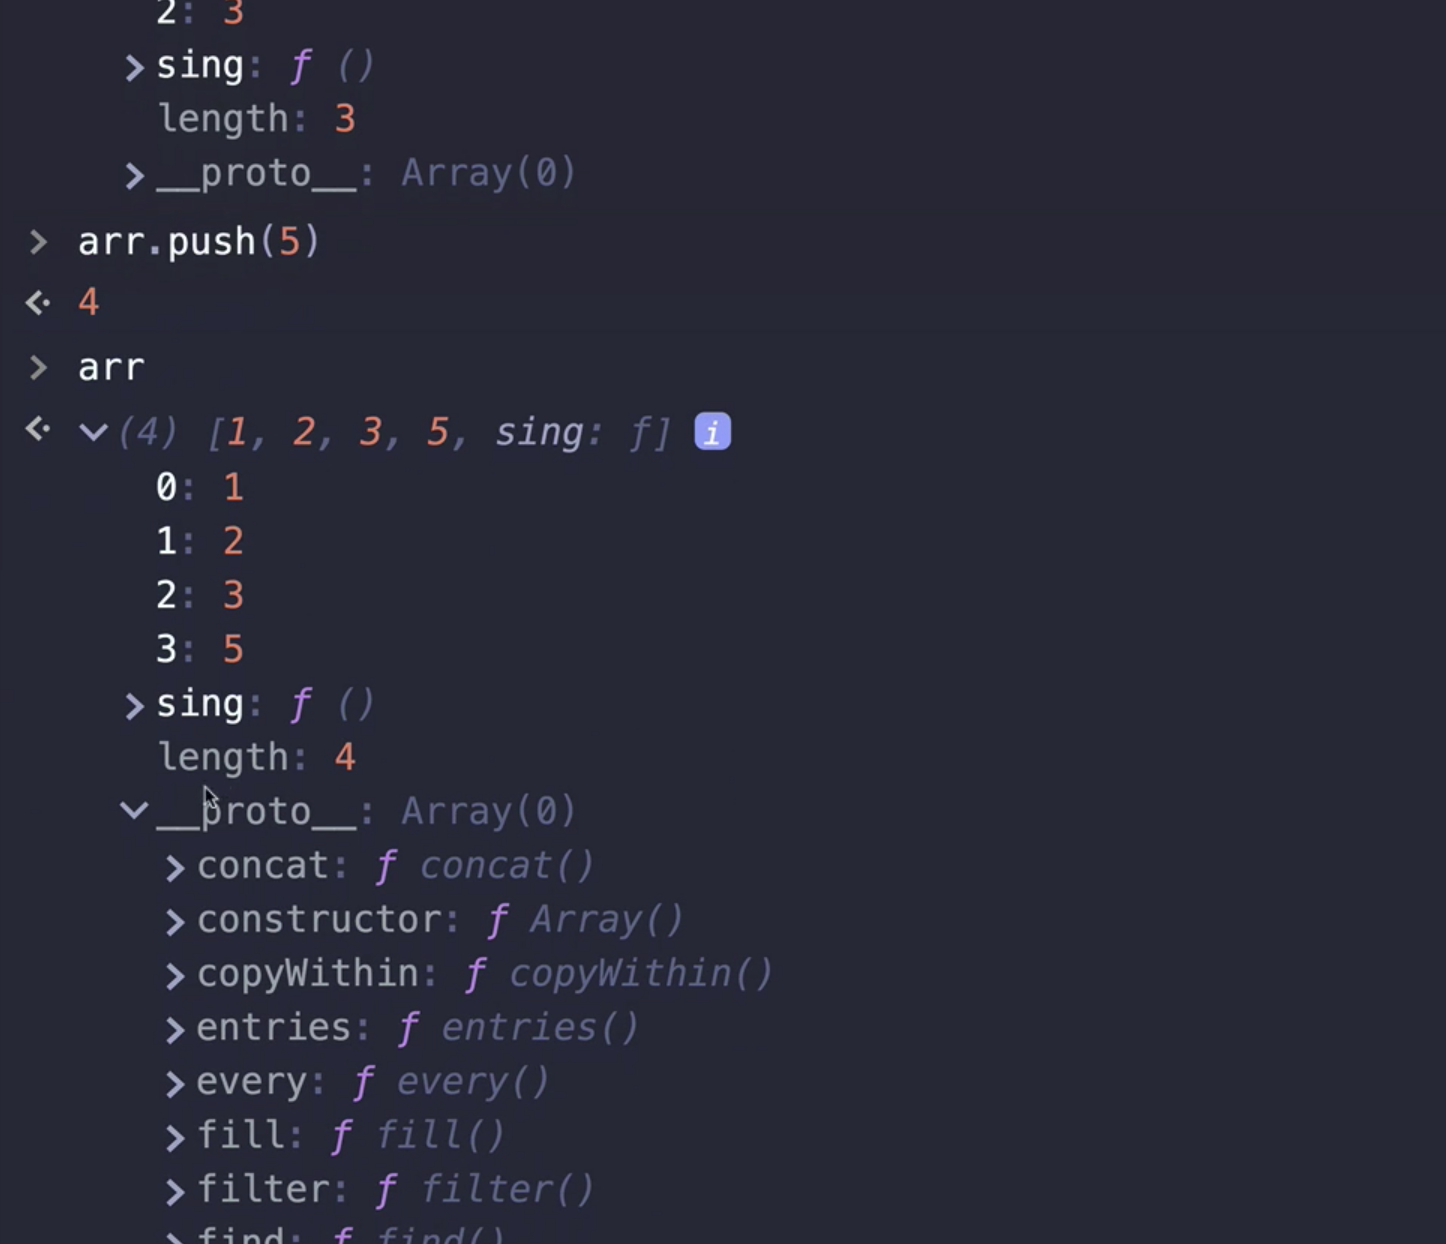 2: 3
sing: ƒ ()
length: 3
__proto__: Array(0)
> arr.push(5)
4
> arr
(4) [1, 2, 3, 5, sing: ƒ] i
0: 1
1: 2
2: 3
3: 5
sing: ƒ ()
length: 4
__proto__: Array(0)
concat: ƒ concat()
constructor: ƒ Array()
copyWithin: ƒ copyWithin()
entries: ƒ entries()
every: ƒ every()
fill: ƒ fill()
filter: ƒ filter()
find: ƒ find()